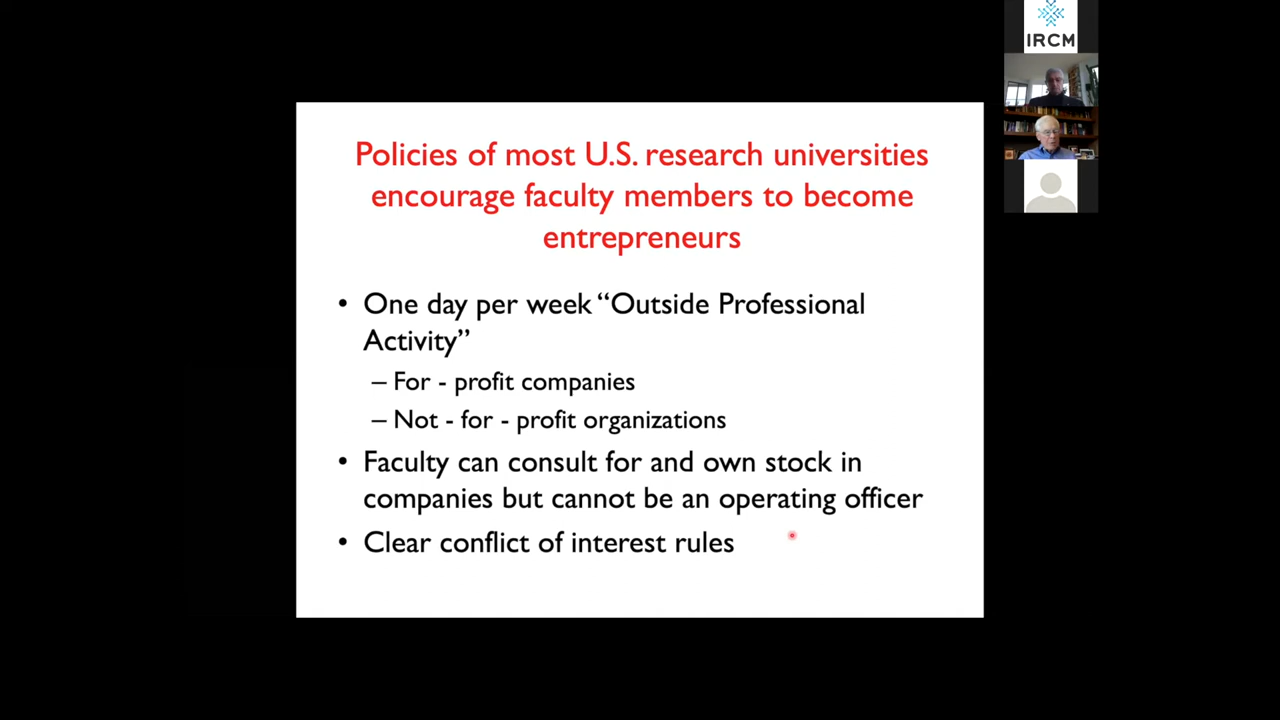 IRCM
Policies of most U.S. research universities
encourage faculty members to become
entrepreneurs
• One day per week “Outside Professional
Activity”
– For - profit companies
– Not - for - profit organizations
• Faculty can consult for and own stock in
companies but cannot be an operating officer
• Clear conflict of interest rules